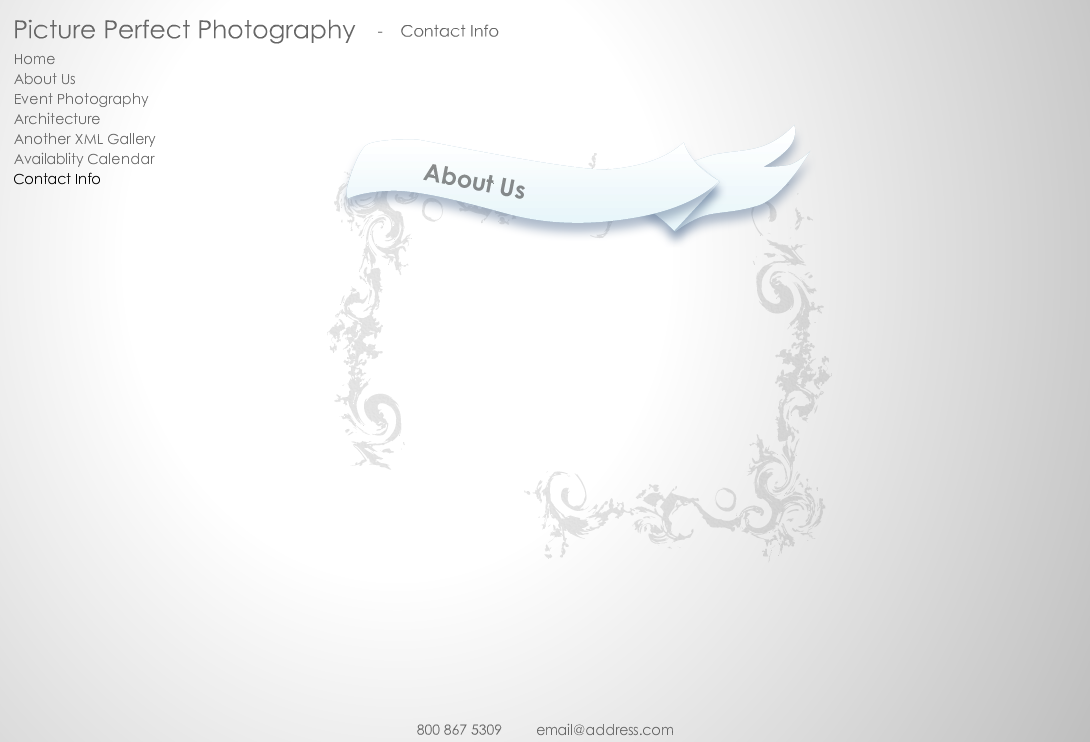 Picture Perfect Photography - Contact Info
Home
About Us
Event Photography
Architecture
Another XML Gallery
Availablity Calendar
Contact Info
About Us
800 867 5309 email@address.com